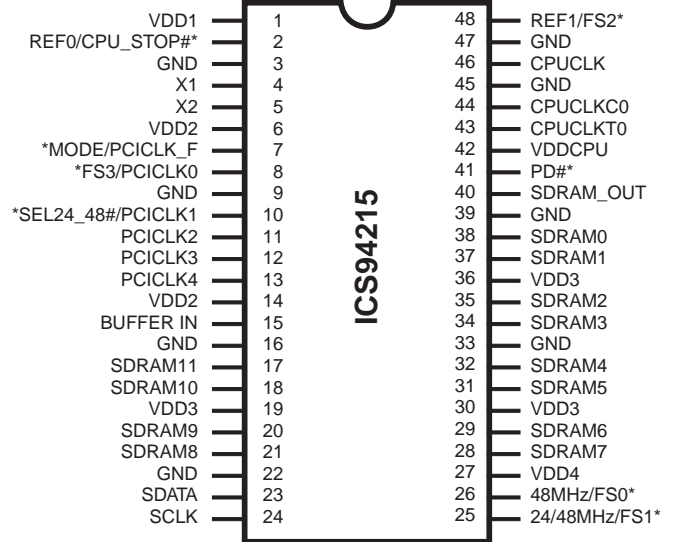 VDD1 1 48 REF1/FS2*
REF0/CPU_STOP#* 2 47 GND
GND 3 46 CPUCLK
X1 4 45 GND
X2 5 44 CPUCLKC0
VDD2 6 43 CPUCLKT0
*MODE/PCICLK_F 7 42 VDDCPU
*FS3/PCICLK0 8 41 PD#*
GND 9 40 SDRAM_OUT
*SEL24_48#/PCICLK1 10 39 GND
PCICLK2 11 38 SDRAM0
PCICLK3 12 37 SDRAM1
PCICLK4 13 36 VDD3
VDD2 14 35 SDRAM2
BUFFER IN 15 34 SDRAM3
GND 16 33 GND
SDRAM11 17 32 SDRAM4
SDRAM10 18 31 SDRAM5
VDD3 19 30 VDD3
SDRAM9 20 29 SDRAM6
SDRAM8 21 28 SDRAM7
GND 22 27 VDD4
SDATA 23 26 48MHz/FS0*
SCLK 24 25 24/48MHz/FS1*
ICS94215